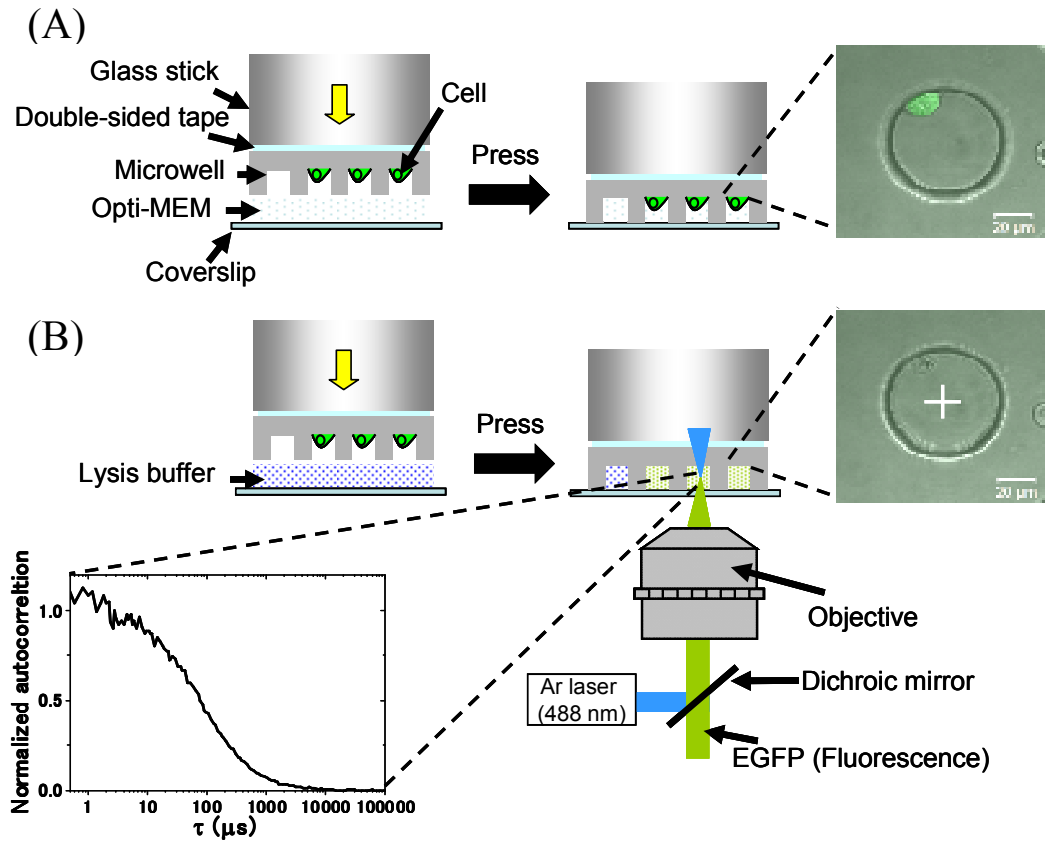 (A)
Glass stick
Double-sided tape
Microwell
Opti-MEM
Coverslip
Cell
Press
20 μm
(B)
Lysis buffer
Press
20 μm
Objective
Dichroic mirror
EGFP (Fluorescence)
Ar laser
(488 nm)
Normalized autocorreltion
1.0
0.5
0.0
1 10 100 1000 10000 100000
τ (μs)